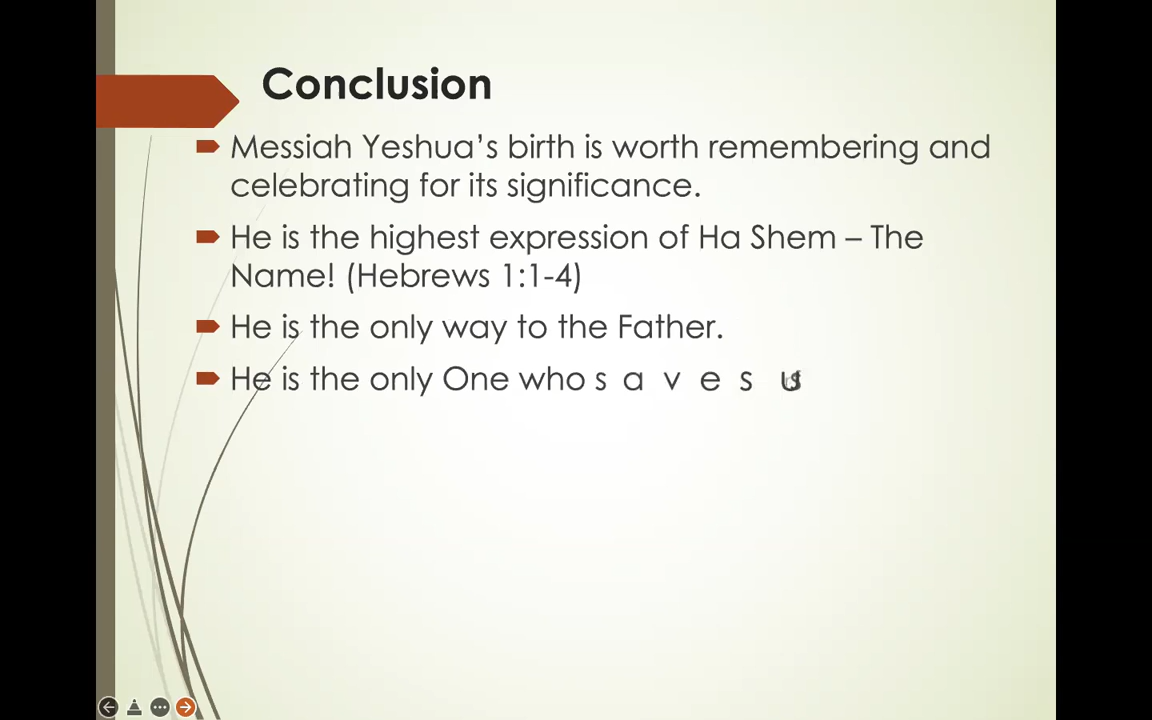 Conclusion
Messiah Yeshua's birth is worth remembering and
celebrating for its significance.
He is the highest expression of Ha Shem – The
Name! (Hebrews 1:1-4)
He is the only way to the Father.
He is the only One who s a v e s